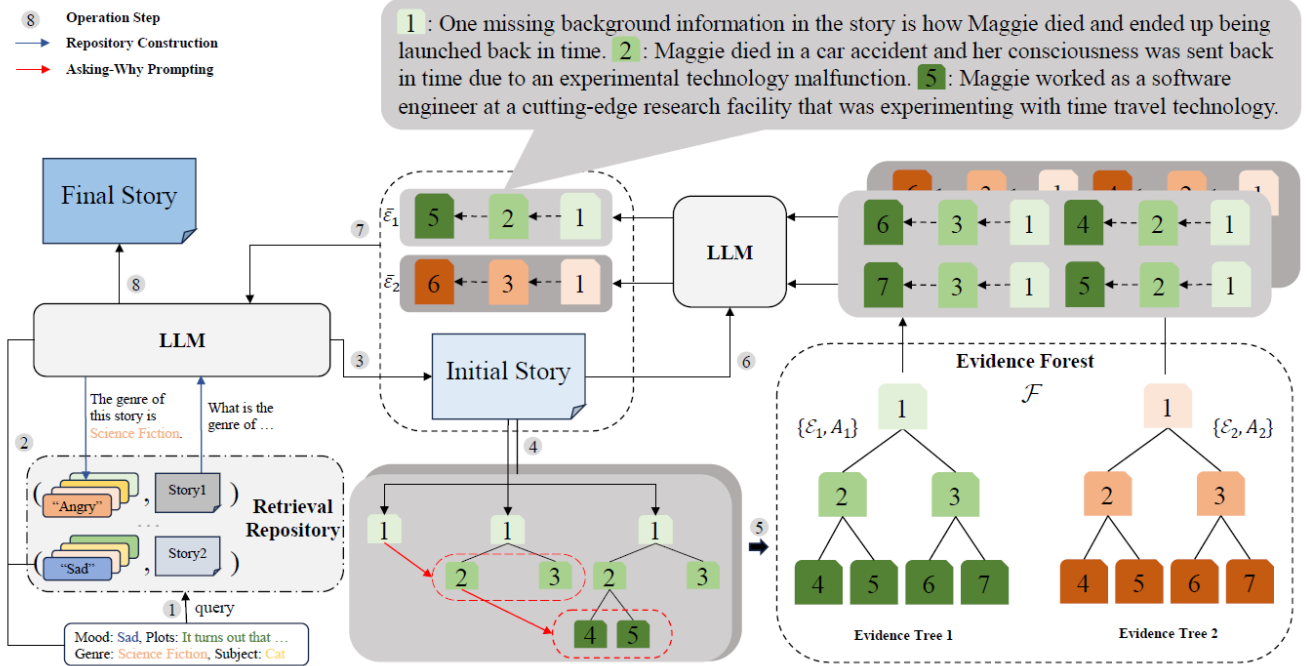 8 Operation Step
Repository Construction
Asking-Why Prompting
1 : One missing background information in the story is how Maggie died and ended up being
launched back in time. 2 : Maggie died in a car accident and her consciousness was sent back
in time due to an experimental technology malfunction. 5 : Maggie worked as a software
engineer at a cutting-edge research facility that was experimenting with time travel technology.
Final Story
8
LLM
3
7
ℰ̄₁ 5 2 1
ℰ̄₂ 6 3 1
Initial Story
LLM
6
6 3 1 4 2 1
6 3 1 4 2 1
7 3 1 5 2 1
The genre of
this story is
Science Fiction.
What is the
genre of …
2
( "Angry" , Story1 )
…
( "Sad" , Story2 )
Retrieval
Repository
1 query
Mood: Sad, Plots: It turns out that …
Genre: Science Fiction, Subject: Cat
4
1 1 1
2 3 2 3
4 5
5
Evidence Forest
ℱ
{ℰ₁, A₁}
1
2 3
4 5 6 7
Evidence Tree 1
{ℰ₂, A₂}
1
2 3
4 5 6 7
Evidence Tree 2